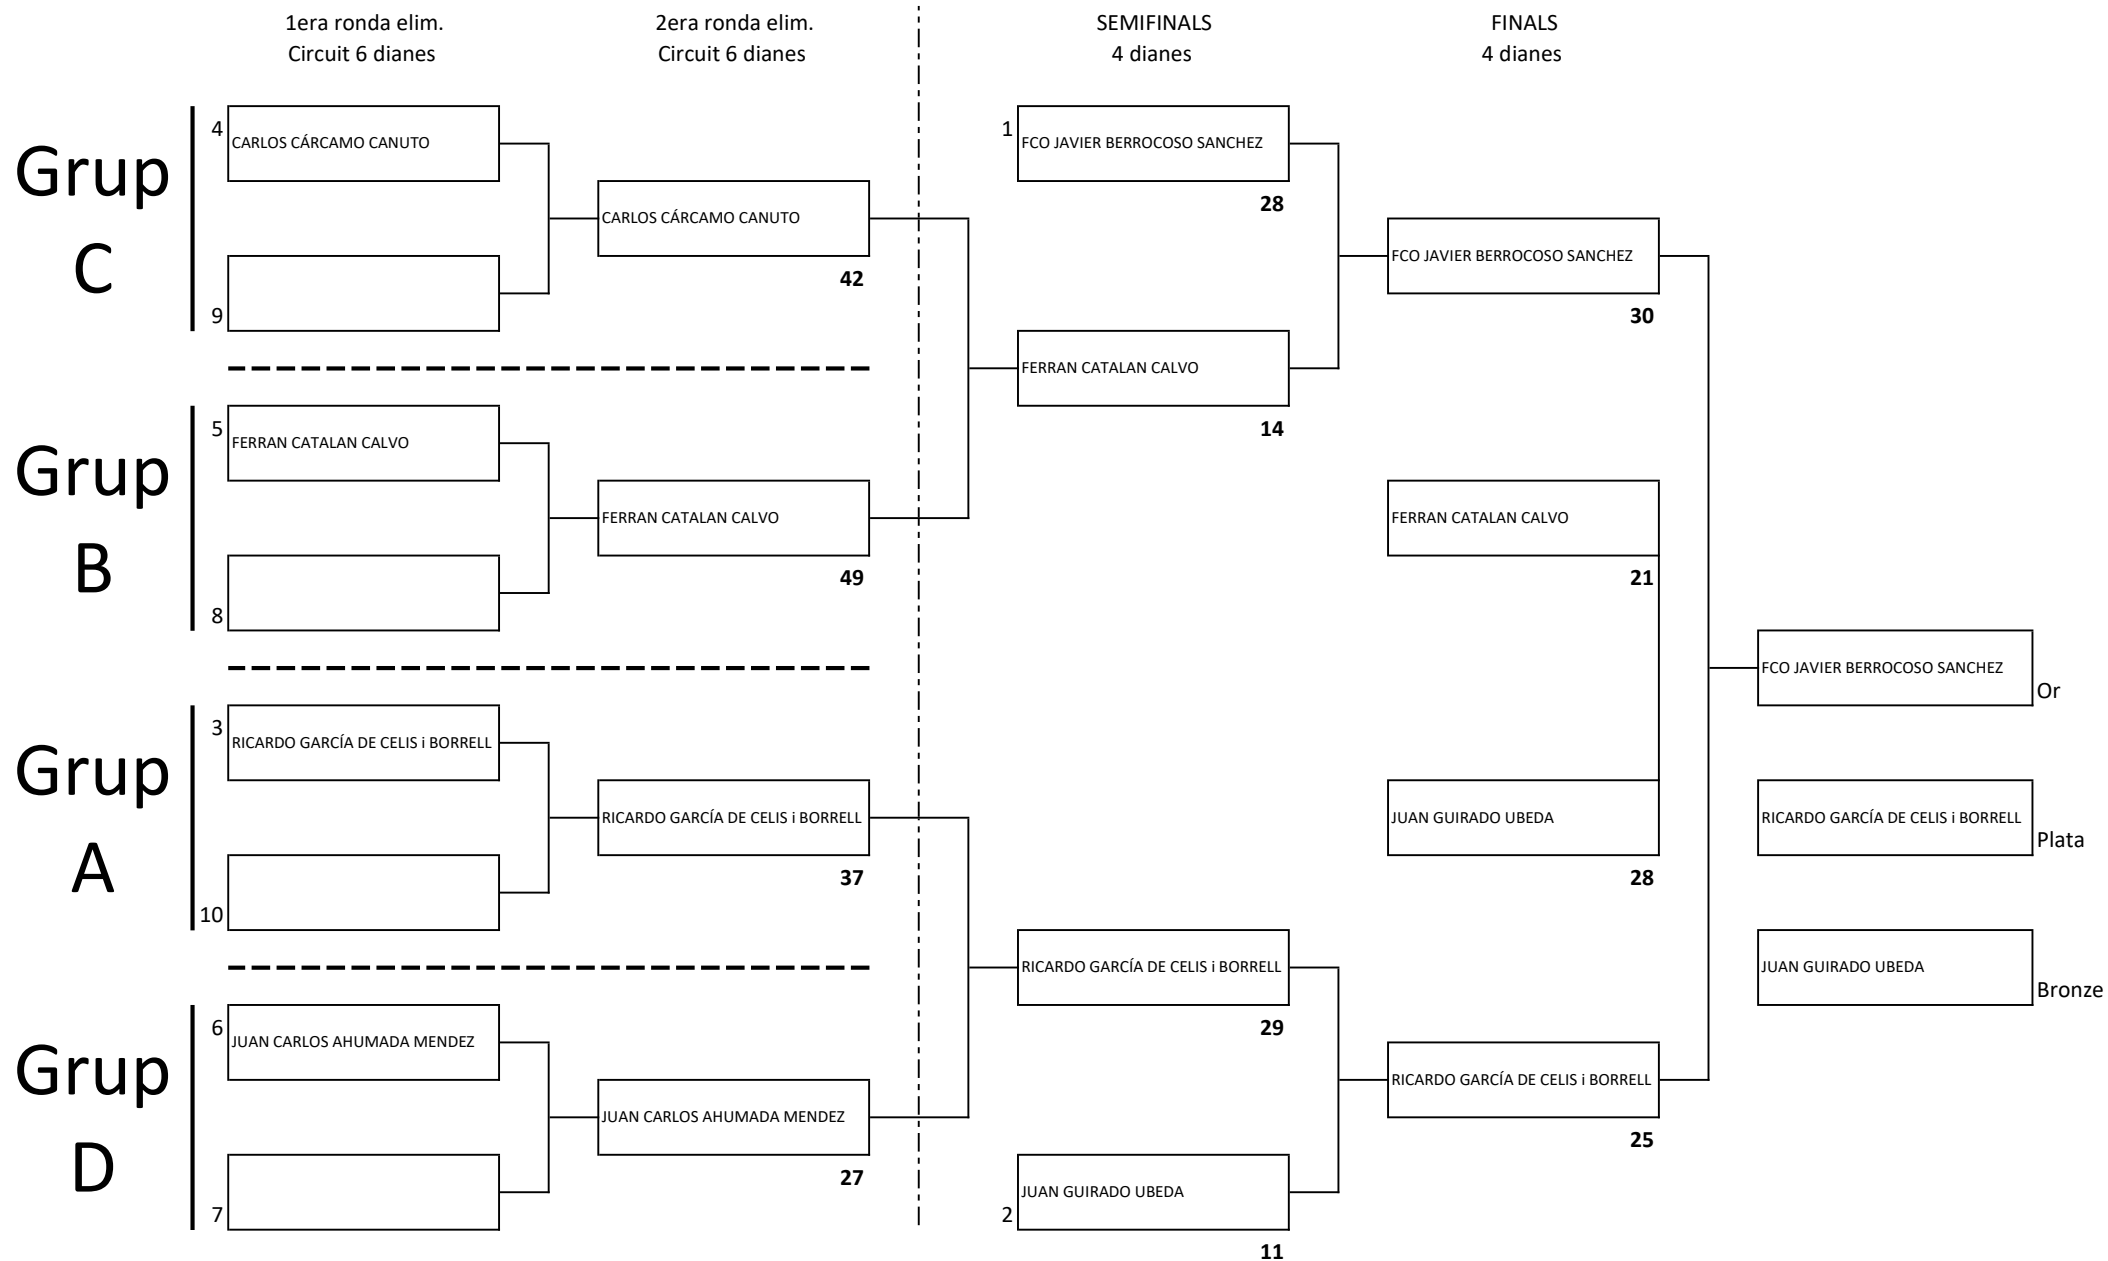 1era ronda elim.
Circuit 6 dianes
2era ronda elim.
Circuit 6 dianes
SEMIFINALS
4 dianes
FINALS
4 dianes
Grup
C
4
CARLOS CÁRCAMO CANUTO
9
CARLOS CÁRCAMO CANUTO
42
Grup
B
5
FERRAN CATALAN CALVO
8
FERRAN CATALAN CALVO
49
Grup
A
3
RICARDO GARCÍA DE CELIS i BORRELL
10
RICARDO GARCÍA DE CELIS i BORRELL
37
Grup
D
6
JUAN CARLOS AHUMADA MENDEZ
7
JUAN CARLOS AHUMADA MENDEZ
27
1
FCO JAVIER BERROCOSO SANCHEZ
28
FERRAN CATALAN CALVO
14
RICARDO GARCÍA DE CELIS i BORRELL
29
2
JUAN GUIRADO UBEDA
11
FCO JAVIER BERROCOSO SANCHEZ
30
FERRAN CATALAN CALVO
21
JUAN GUIRADO UBEDA
28
RICARDO GARCÍA DE CELIS i BORRELL
25
FCO JAVIER BERROCOSO SANCHEZ
Or
RICARDO GARCÍA DE CELIS i BORRELL
Plata
JUAN GUIRADO UBEDA
Bronze